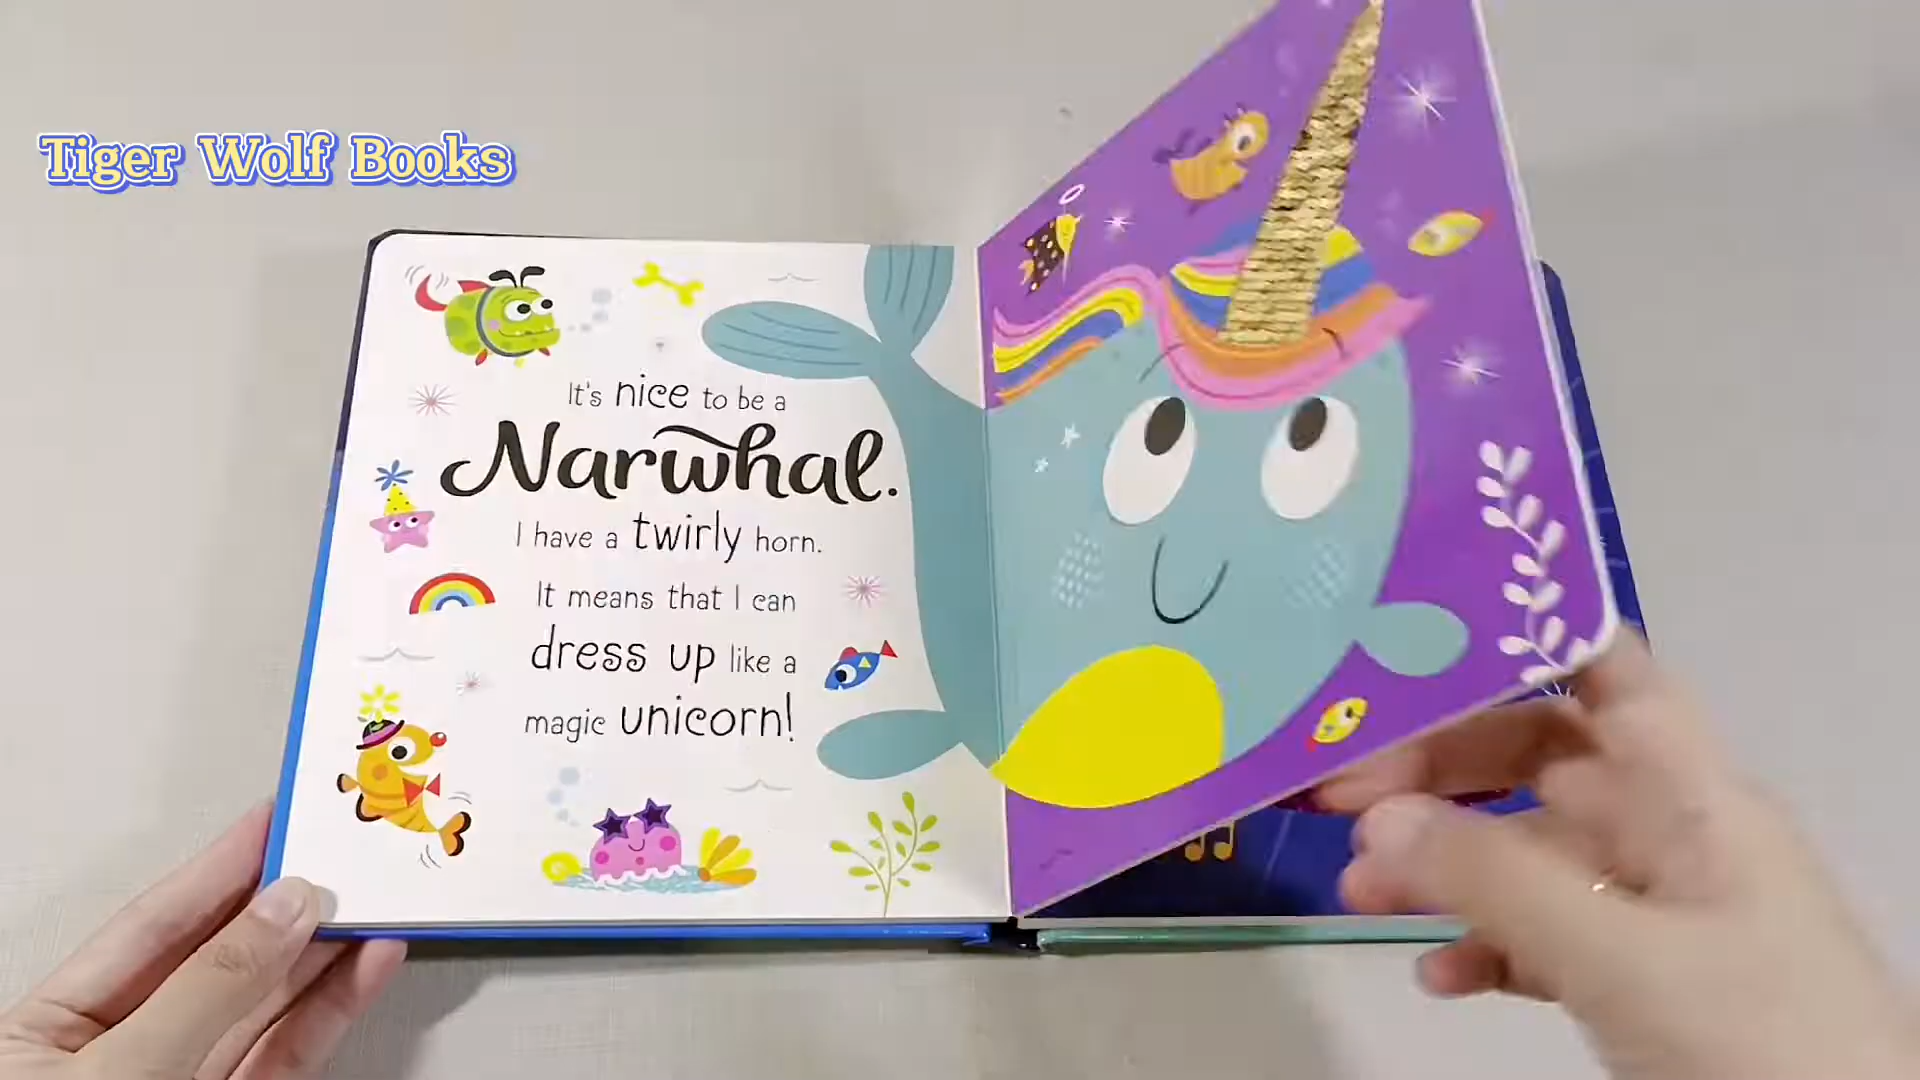 Tiger Wolf Books
It's nice to be a
Narwhal.
I have a twirly horn.
It means that I can
dress up like a
magic unicorn!